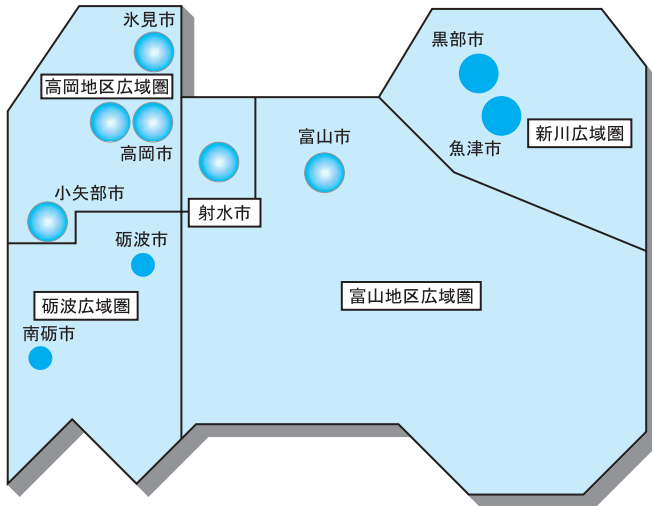 氷見市
高岡地区広域圏
高岡市
小矢部市
射水市
砺波市
砺波広域圏
南砺市
富山市
富山地区広域圏
黒部市
魚津市
新川広域圏